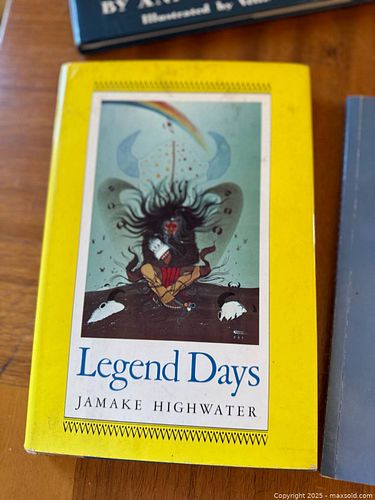 BY AN
Illustrated by
Legend Days
JAMAKE HIGHWATER
Copyright © 2025 - maxsold.com